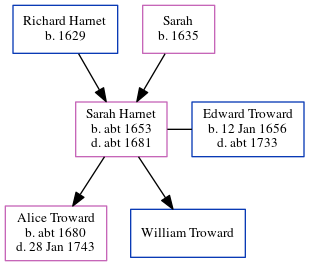 Richard Harnet
b. 1629
Sarah
b. 1635
Sarah Harnet
b. abt 1653
d. abt 1681
Edward Troward
b. 12 Jan 1656
d. abt 1733
Alice Troward
b. abt 1680
d. 28 Jan 1743
William Troward